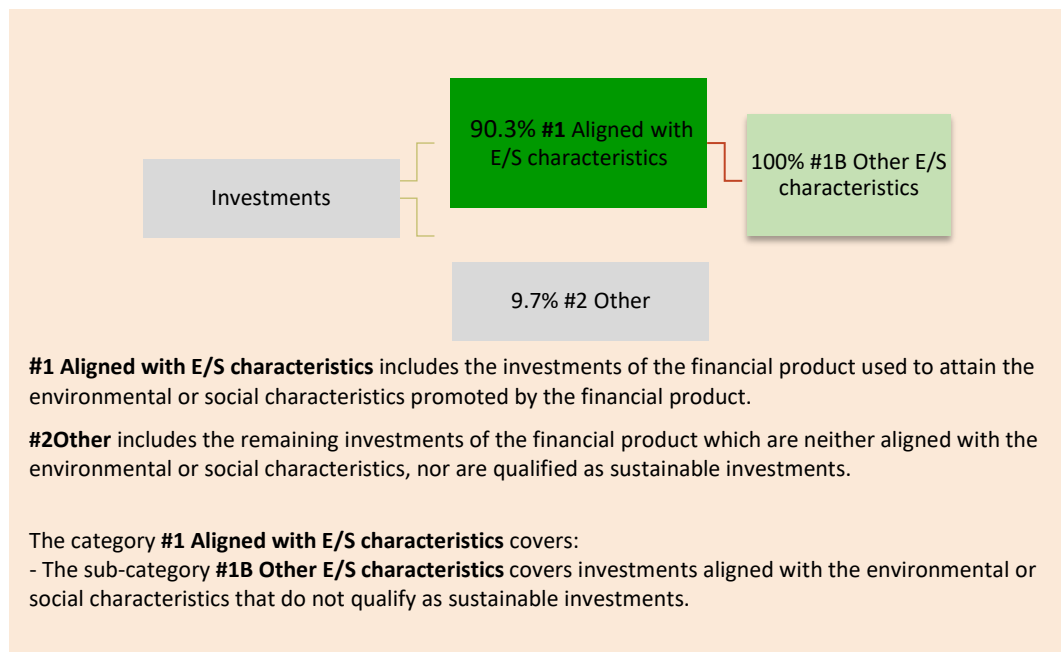 90.3% #1 Aligned with
E/S characteristics
100% #1B Other E/S
characteristics
Investments
9.7% #2 Other
#1 Aligned with E/S characteristics includes the investments of the financial product used to attain the
environmental or social characteristics promoted by the financial product.
#2Other includes the remaining investments of the financial product which are neither aligned with the
environmental or social characteristics, nor are qualified as sustainable investments.
The category #1 Aligned with E/S characteristics covers:
- The sub-category #1B Other E/S characteristics covers investments aligned with the environmental or
social characteristics that do not qualify as sustainable investments.